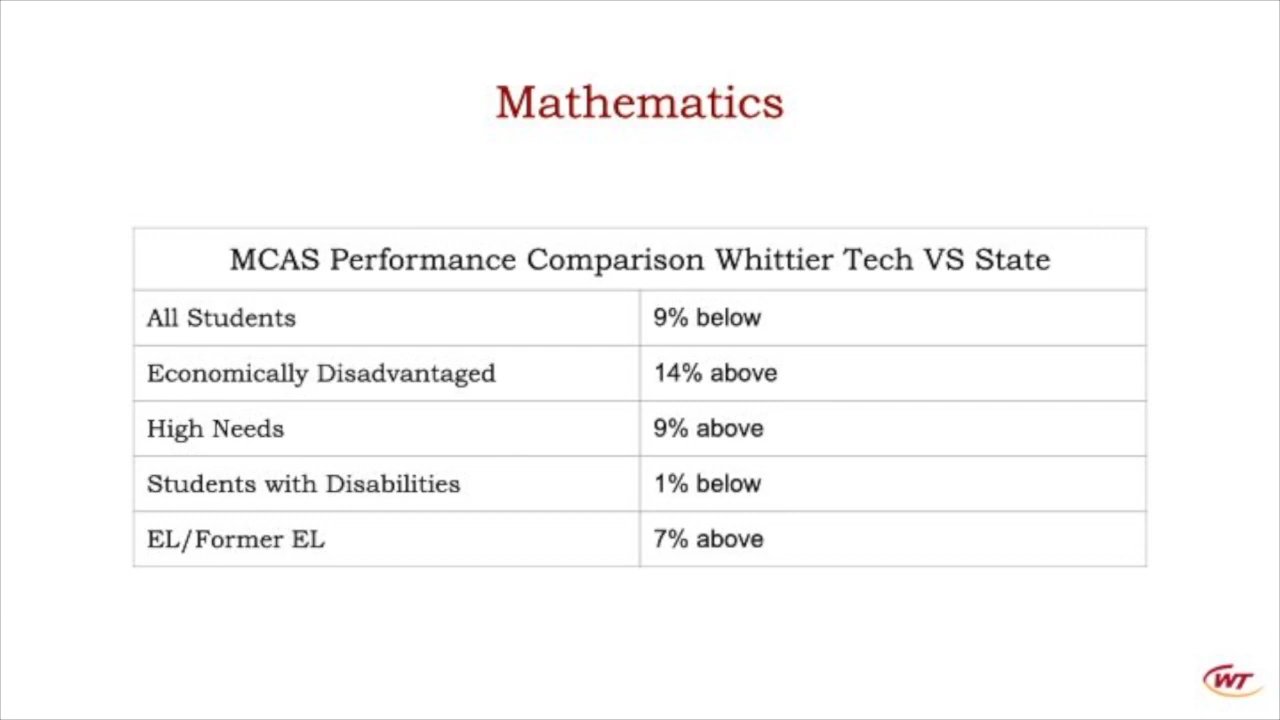 Mathematics
MCAS Performance Comparison Whittier Tech VS State
All Students 9% below
Economically Disadvantaged 14% above
High Needs 9% above
Students with Disabilities 1% below
EL/Former EL 7% above
WT